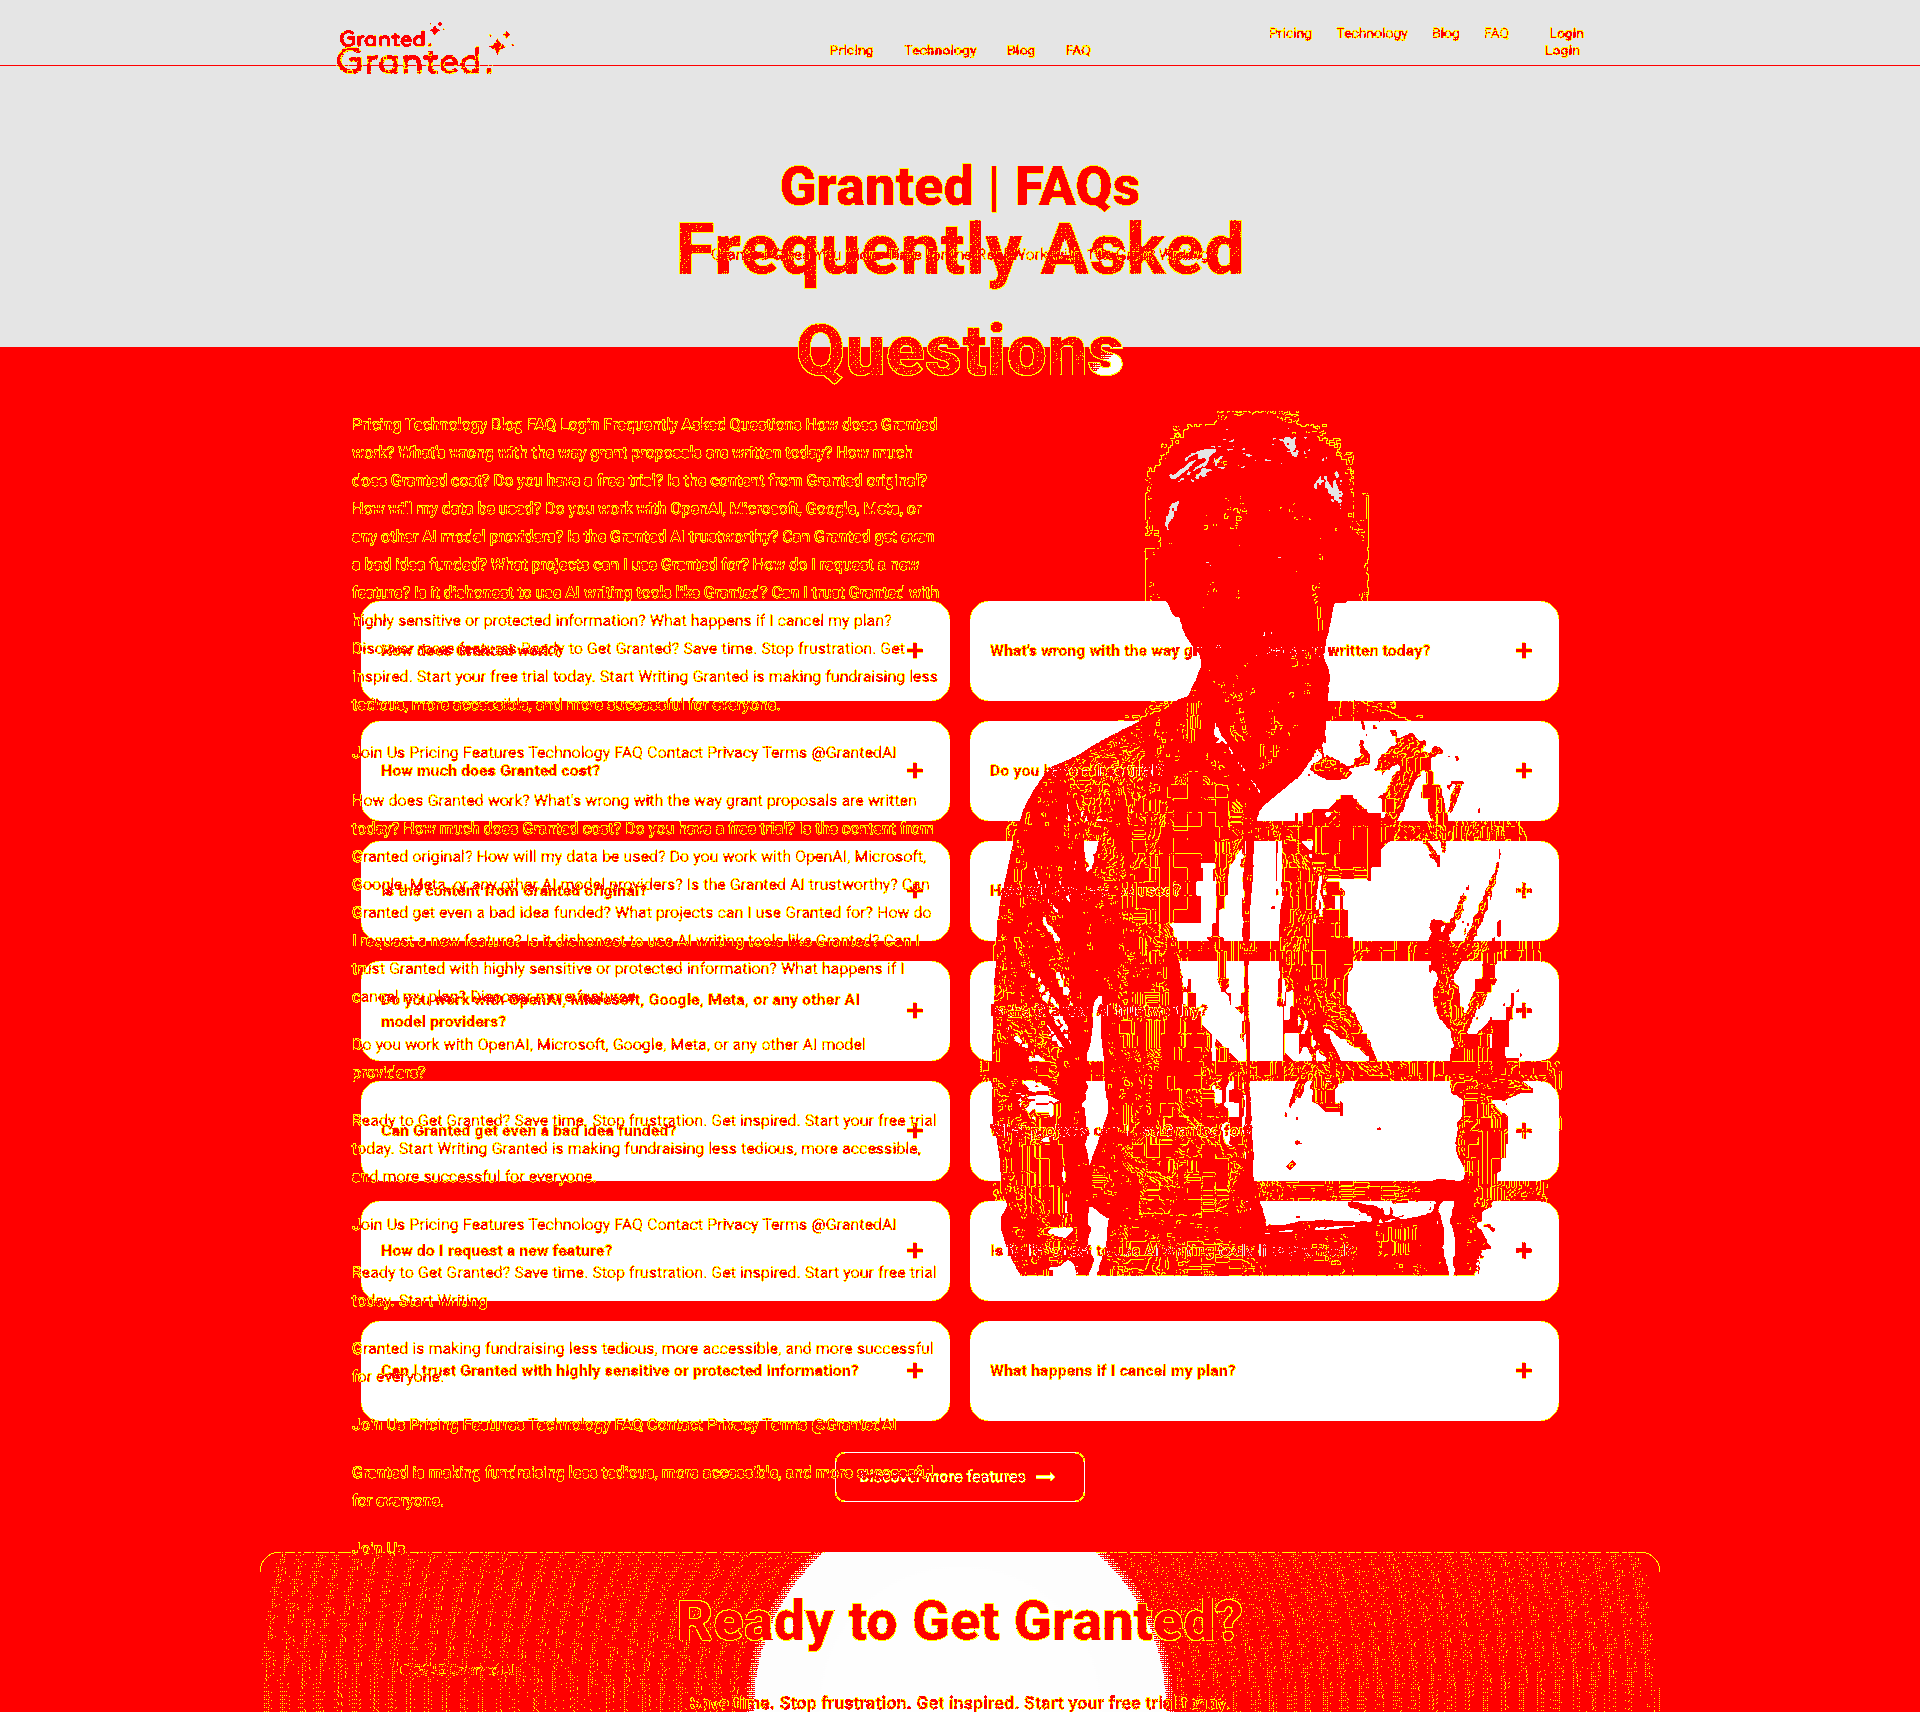 Granted.
Granted.
Pricing Technology Blog FAQ Login
Pricing Technology Blog FAQ Login
Granted | FAQs
Frequently Asked
Questions
Pricing Technology Blog FAQ Login Frequently Asked Questions How does Granted
work? What's wrong with the way grant proposals are written today? How much
does Granted cost? Do you have a free trial? Is the content from Granted original?
How will my data be used? Do you work with OpenAI, Microsoft, Google, Meta, or
any other AI model providers? Is the Granted AI trustworthy? Can Granted get even
a bad idea funded? What projects can I use Granted for? How do I request a new
feature? Is it dishonest to use AI writing tools like Granted? Can I trust Granted with
highly sensitive or protected information? What happens if I cancel my plan?
Discover more features Ready to Get Granted? Save time. Stop frustration. Get
inspired. Start your free trial today. Start Writing Granted is making fundraising less
tedious, more accessible, and more successful for everyone.
How does Granted work?
What's wrong with the way written today?
Join Us Pricing Features Technology FAQ Contact Privacy Terms @GrantedAI
How much does Granted cost?
Do you
How does Granted work? What's wrong with the way grant proposals are written
today? How much does Granted cost? Do you have a free trial? Is the content from
Granted original? How will my data be used? Do you work with OpenAI, Microsoft,
Google, Meta, or any other AI model providers? Is the Granted AI trustworthy? Can
Granted get even a bad idea funded? What projects can I use Granted for? How do
I request a new feature? Is it dishonest to use AI writing tools like Granted? Can I
trust Granted with highly sensitive or protected information? What happens if I
cancel my plan? Discover more features
Is the content from Granted original?
used?
Do you work with OpenAI, Microsoft, Google, Meta, or any other AI
model providers?
Do you work with OpenAI, Microsoft, Google, Meta, or any other AI model
providers?
Ready to Get Granted? Save time. Stop frustration. Get inspired. Start your free trial
today. Start Writing Granted is making fundraising less tedious, more accessible,
and more successful for everyone.
Can Granted get even a bad idea funded?
Join Us Pricing Features Technology FAQ Contact Privacy Terms @GrantedAI
How do I request a new feature?
Ready to Get Granted? Save time. Stop frustration. Get inspired. Start your free trial
today. Start Writing
Granted is making fundraising less tedious, more accessible, and more successful
for everyone.
Can I trust Granted with highly sensitive or protected information?
What happens if I cancel my plan?
Join Us Pricing Features Technology FAQ Contact Privacy Terms @GrantedAI
Granted is making fundraising less tedious, more accessible, and more successful
for everyone.
Discover more features
Join Us
Ready to Get Granted?
Save time. Stop frustration. Get inspired. Start your free trial today.